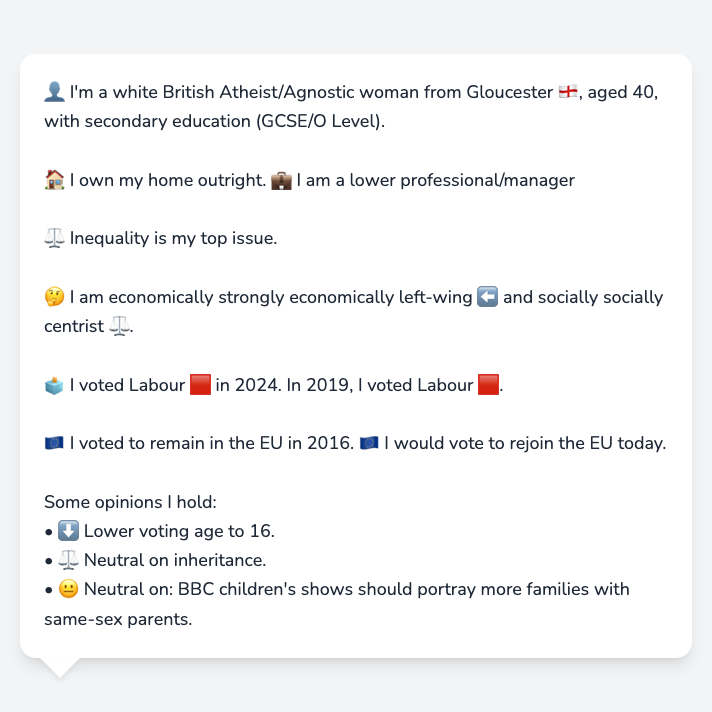 👤 I'm a white British Atheist/Agnostic woman from Gloucester 🏴󠁧󠁢󠁥󠁮󠁧󠁿, aged 40,
with secondary education (GCSE/O Level).
🏠 I own my home outright. 💼 I am a lower professional/manager
⚖️ Inequality is my top issue.
🤔 I am economically strongly economically left-wing ⬅️ and socially socially
centrist ⚖️.
🗳️ I voted Labour 🟥 in 2024. In 2019, I voted Labour 🟥.
🇪🇺 I voted to remain in the EU in 2016. 🇪🇺 I would vote to rejoin the EU today.
Some opinions I hold:
• ⬇️ Lower voting age to 16.
• ⚖️ Neutral on inheritance.
• 😐 Neutral on: BBC children's shows should portray more families with
same-sex parents.